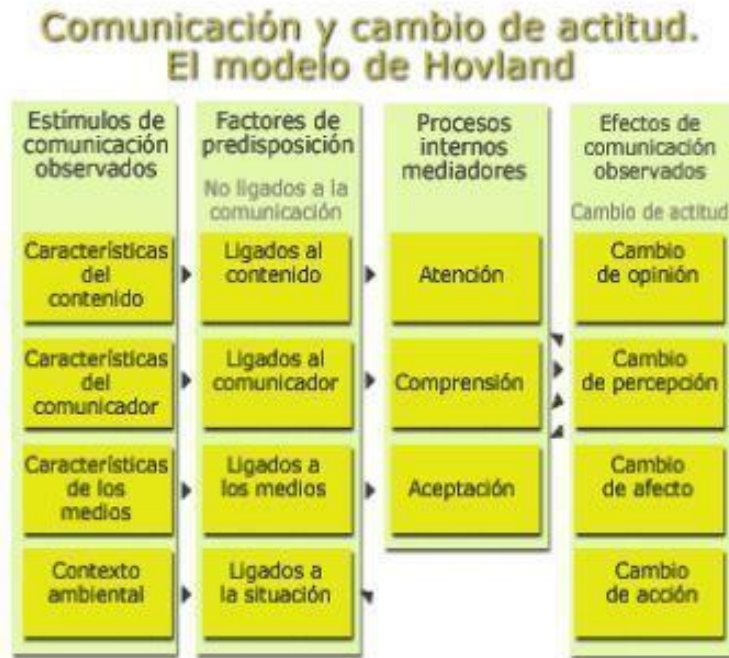 Comunicación y cambio de actitud.
El modelo de Hovland
Estímulos de
comunicación
observados
Características
del
contenido
Características
del
comunicador
Características
de los
medios
Contexto
ambiental
Factores de
predisposición
No ligados a la
comunicación
Ligados al
contenido
Ligados al
comunicador
Ligados a
los medios
Ligados a
la situación
Procesos
internos
mediadores
Atención
Comprensión
Aceptación
Efectos de
comunicación
observados
Cambio de actitud
Cambio
de opinión
Cambio
de percepción
Cambio
de afecto
Cambio
de acción